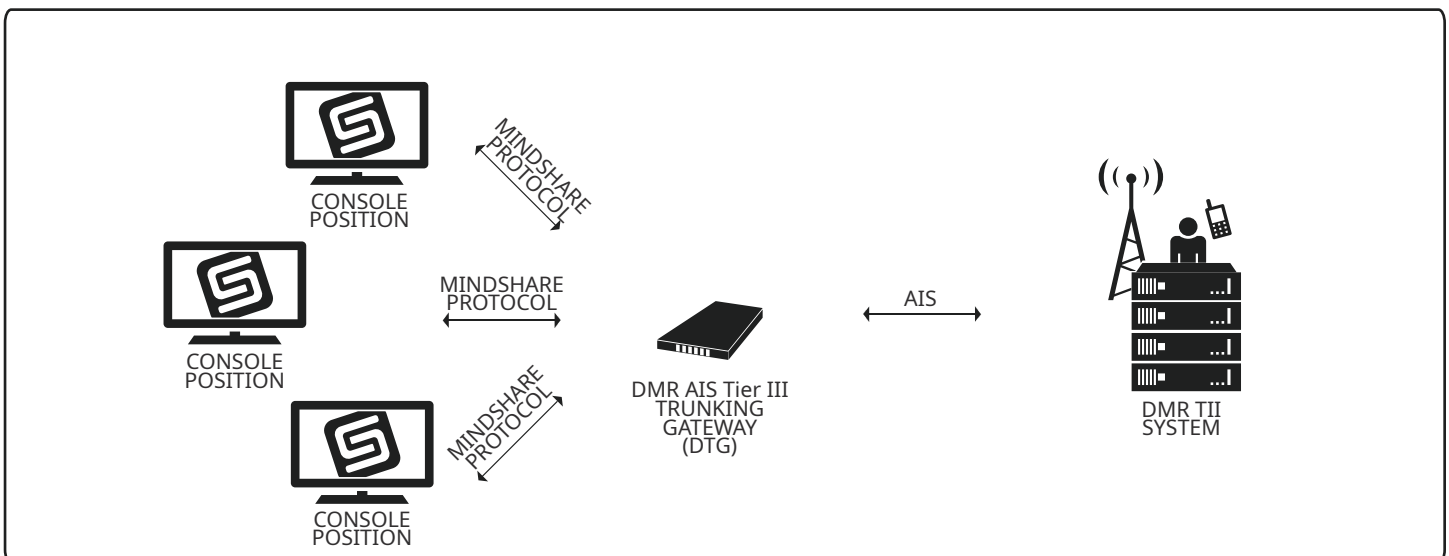 CONSOLE
POSITION
MINDSHARE
PROTOCOL
CONSOLE
POSITION
MINDSHARE
PROTOCOL
CONSOLE
POSITION
MINDSHARE
PROTOCOL
DMR AIS Tier III
TRUNKING
GATEWAY
(DTG)
AIS
DMR TII
SYSTEM